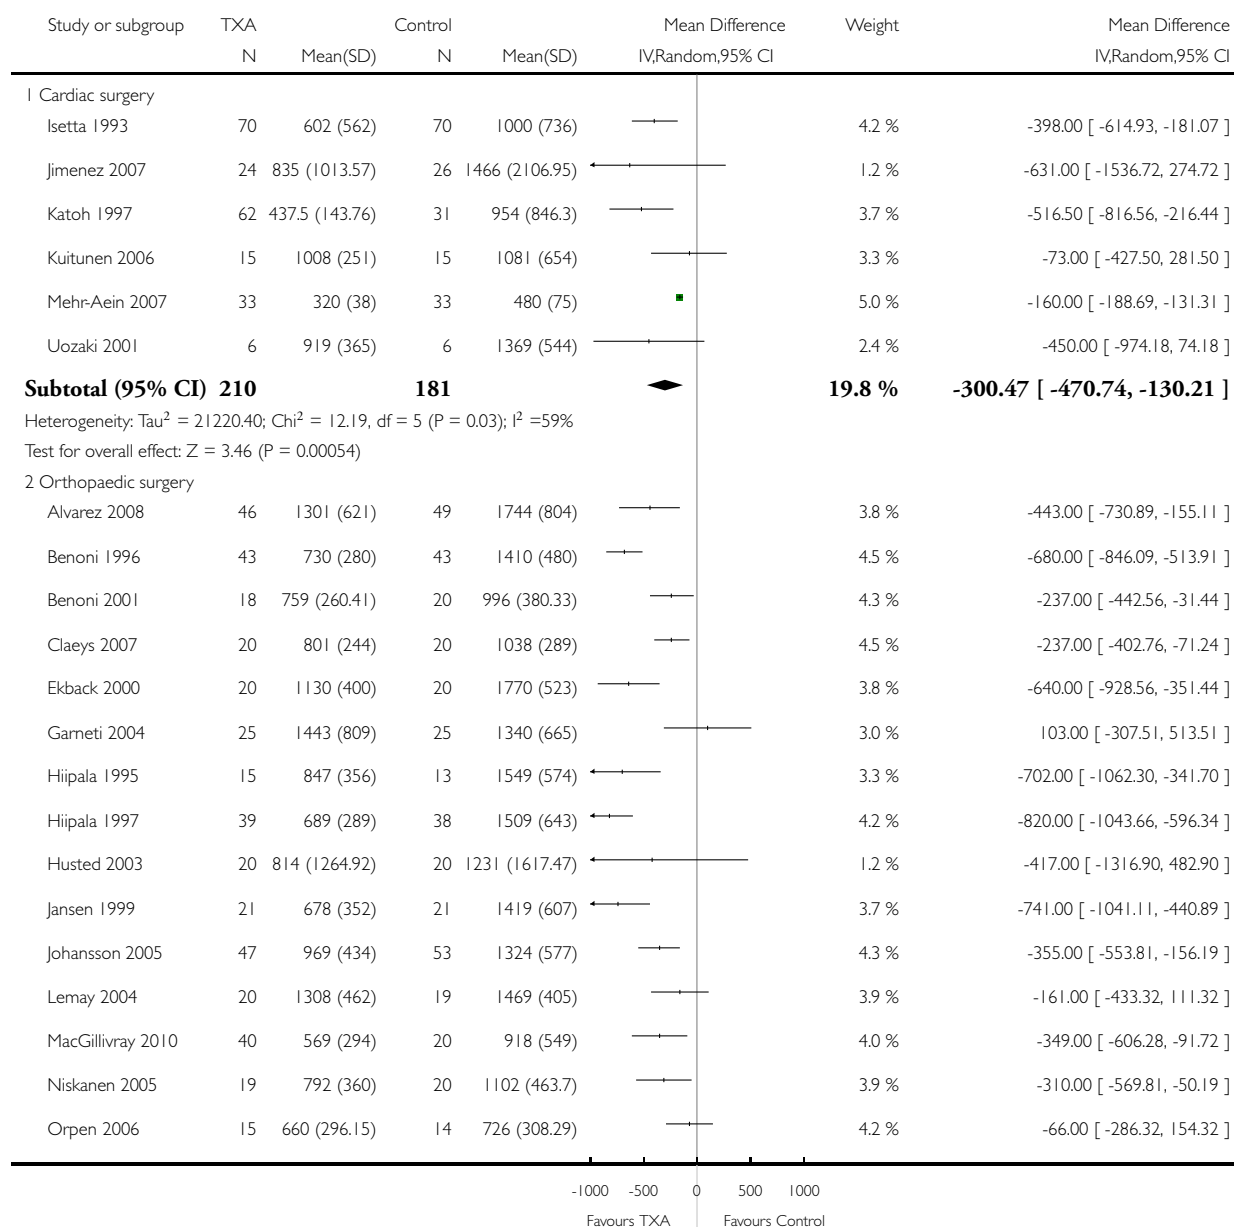 Study or subgroup TXA Control Mean Difference Weight Mean Difference
N Mean(SD) N Mean(SD) IV,Random,95% CI IV,Random,95% CI
1 Cardiac surgery
Isetta 1993 70 602 (562) 70 1000 (736) 4.2 % -398.00 [ -614.93, -181.07 ]
Jimenez 2007 24 835 (1013.57) 26 1466 (2106.95) 1.2 % -631.00 [ -1536.72, 274.72 ]
Katoh 1997 62 437.5 (143.76) 31 954 (846.3) 3.7 % -516.50 [ -816.56, -216.44 ]
Kuitunen 2006 15 1008 (251) 15 1081 (654) 3.3 % -73.00 [ -427.50, 281.50 ]
Mehr-Aein 2007 33 320 (38) 33 480 (75) 5.0 % -160.00 [ -188.69, -131.31 ]
Uozaki 2001 6 919 (365) 6 1369 (544) 2.4 % -450.00 [ -974.18, 74.18 ]
Subtotal (95% CI) 210 181 19.8 % -300.47 [ -470.74, -130.21 ]
Heterogeneity: Tau² = 21220.40; Chi² = 12.19, df = 5 (P = 0.03); I² =59%
Test for overall effect: Z = 3.46 (P = 0.00054)
2 Orthopaedic surgery
Alvarez 2008 46 1301 (621) 49 1744 (804) 3.8 % -443.00 [ -730.89, -155.11 ]
Benoni 1996 43 730 (280) 43 1410 (480) 4.5 % -680.00 [ -846.09, -513.91 ]
Benoni 2001 18 759 (260.41) 20 996 (380.33) 4.3 % -237.00 [ -442.56, -31.44 ]
Claeys 2007 20 801 (244) 20 1038 (289) 4.5 % -237.00 [ -402.76, -71.24 ]
Ekback 2000 20 1130 (400) 20 1770 (523) 3.8 % -640.00 [ -928.56, -351.44 ]
Garneti 2004 25 1443 (809) 25 1340 (665) 3.0 % 103.00 [ -307.51, 513.51 ]
Hiipala 1995 15 847 (356) 13 1549 (574) 3.3 % -702.00 [ -1062.30, -341.70 ]
Hiipala 1997 39 689 (289) 38 1509 (643) 4.2 % -820.00 [ -1043.66, -596.34 ]
Husted 2003 20 814 (1264.92) 20 1231 (1617.47) 1.2 % -417.00 [ -1316.90, 482.90 ]
Jansen 1999 21 678 (352) 21 1419 (607) 3.7 % -741.00 [ -1041.11, -440.89 ]
Johansson 2005 47 969 (434) 53 1324 (577) 4.3 % -355.00 [ -553.81, -156.19 ]
Lemay 2004 20 1308 (462) 19 1469 (405) 3.9 % -161.00 [ -433.32, 111.32 ]
MacGillivray 2010 40 569 (294) 20 918 (549) 4.0 % -349.00 [ -606.28, -91.72 ]
Niskanen 2005 19 792 (360) 20 1102 (463.7) 3.9 % -310.00 [ -569.81, -50.19 ]
Orpen 2006 15 660 (296.15) 14 726 (308.29) 4.2 % -66.00 [ -286.32, 154.32 ]
-1000 -500 0 500 1000
Favours TXA Favours Control